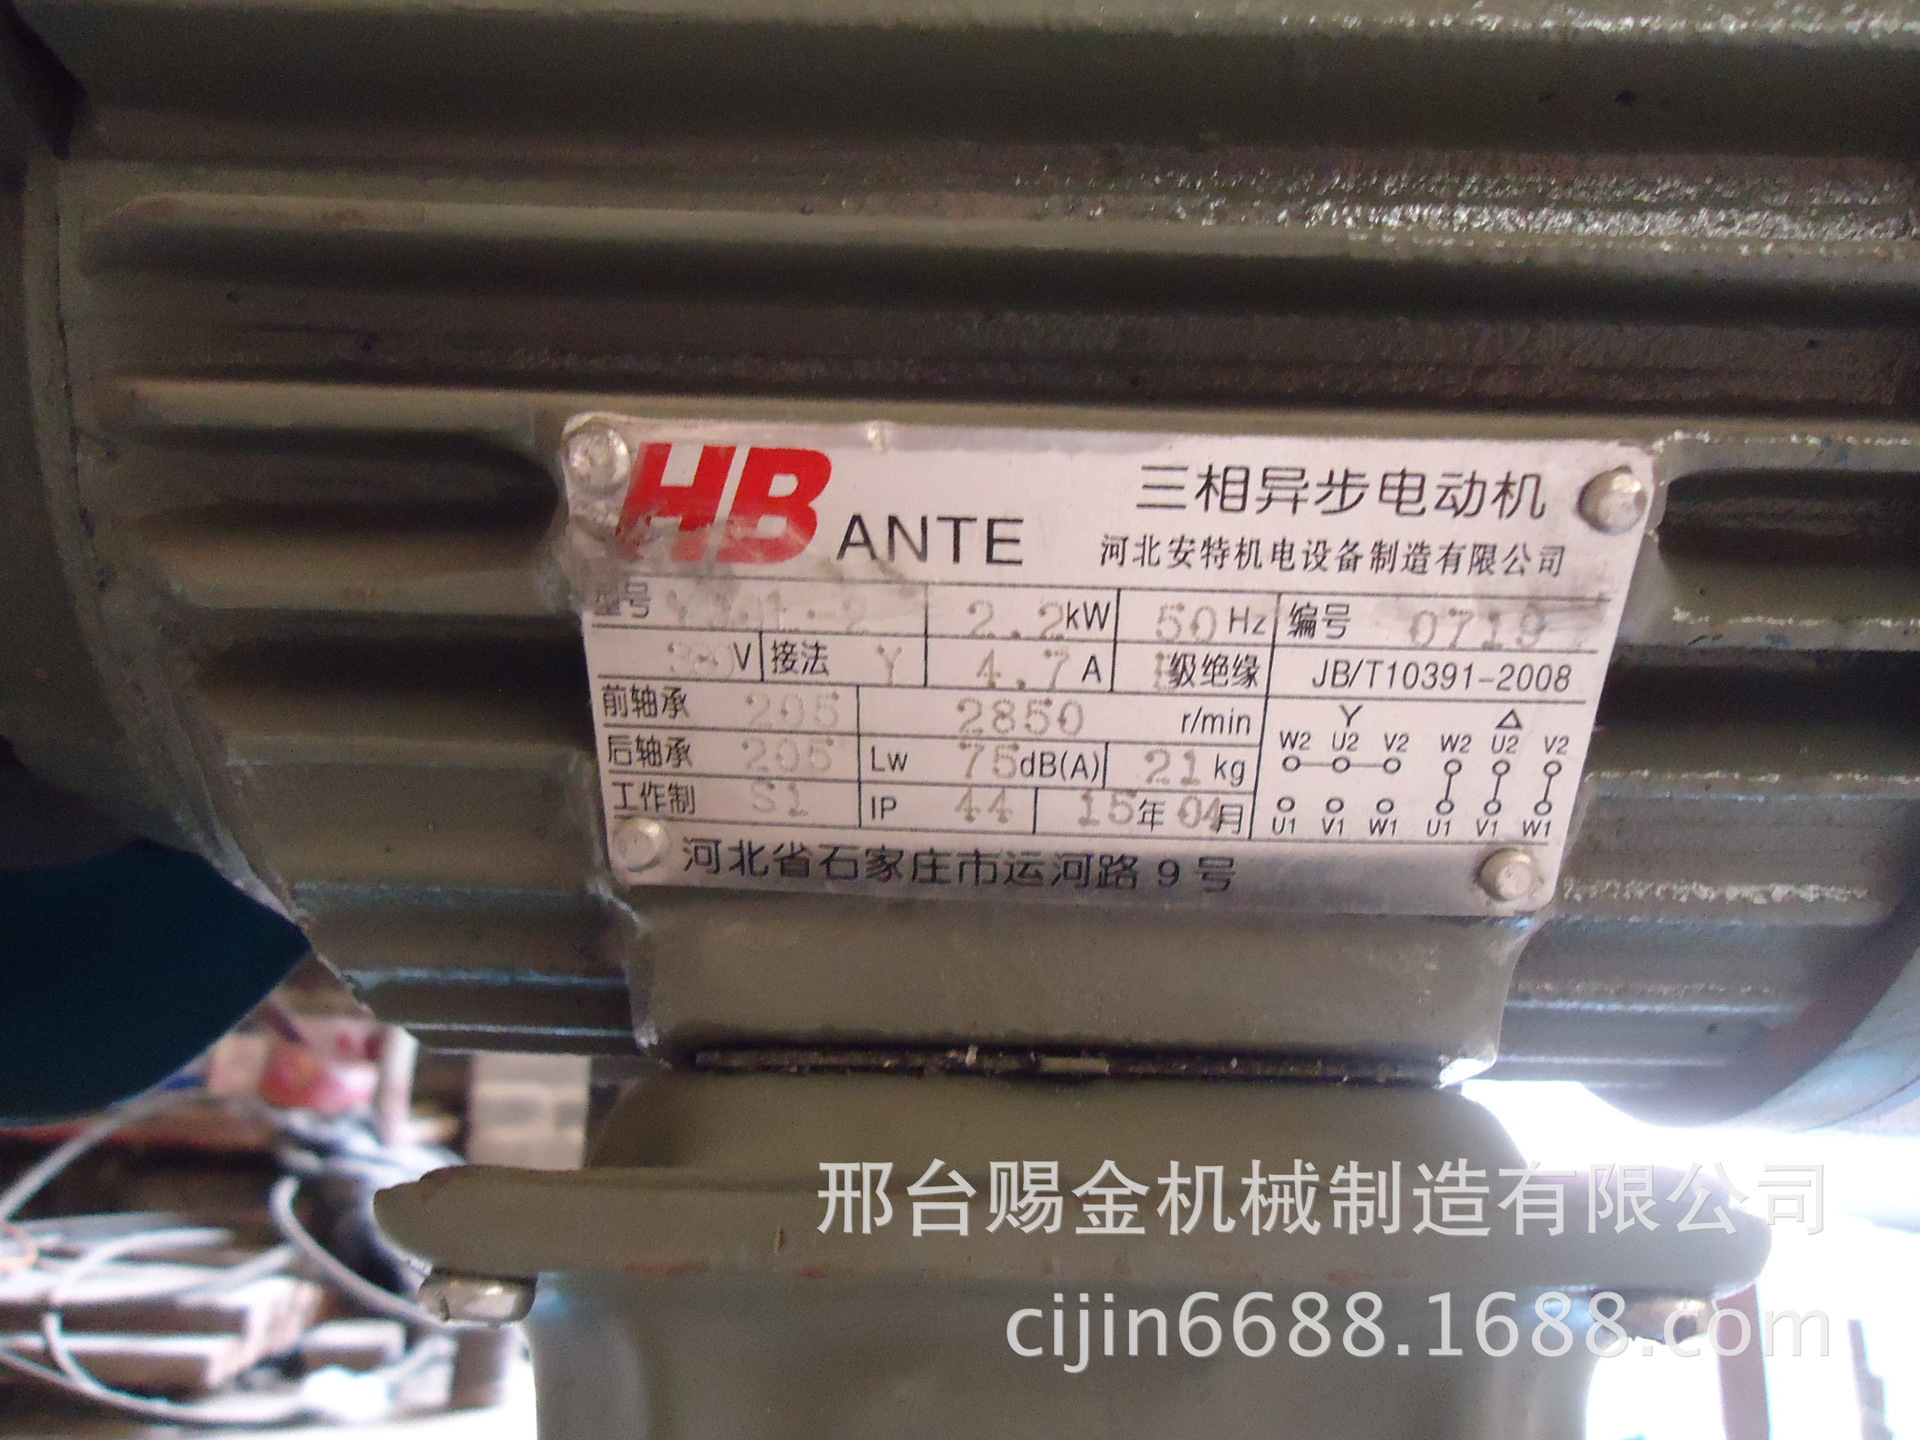 HB ANTE
三相异步电动机
河北安特机电设备制造有限公司
型号 2.2kW 50Hz 编号 0719
380V 接法 Y 4.7A 级绝缘 JB/T10391-2008
前轴承 205 2850 r/min
后轴承 205 Lw 75dB(A) 21kg
工作制 S1 IP 44 15年04月
Y △
W2 U2 V2 W2 U2 V2
U1 V1 W1 U1 V1 W1
河北省石家庄市运河路9号
邢台赐金机械制造有限公司
cijin6688.1688.com